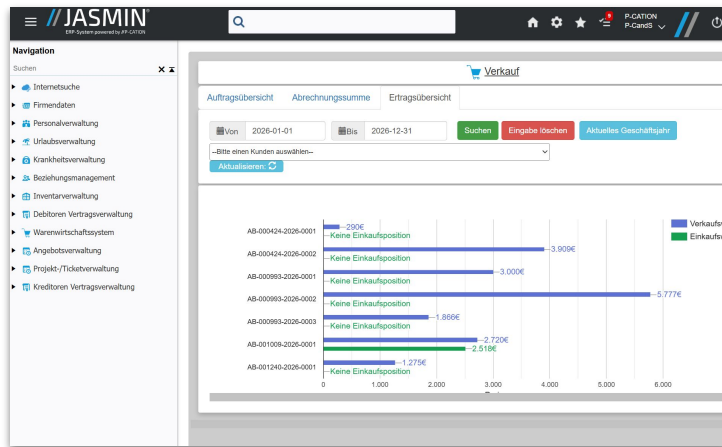 JASMIN®
ERP-System powered by //P-CATION
9
P-CATION
P-CandS
Navigation
Suchen
Internetsuche
Firmendaten
Personalverwaltung
Urlaubsverwaltung
Krankheitsverwaltung
Beziehungsmanagement
Inventarverwaltung
Debitoren Vertragsverwaltung
Warenwirtschaftssystem
Angebotsverwaltung
Projekt-/Ticketverwaltung
Kreditoren Vertragsverwaltung
Verkauf
Auftragsübersicht Abrechnungssumme Ertragsübersicht
Von 2026-01-01 Bis 2026-12-31 Suchen Eingabe löschen Aktuelles Geschäftsjahr
--Bitte einen Kunden auswählen--
Aktualisieren:
Verkaufs
Einkaufs
AB-000424-2026-0001 290€
Keine Einkaufsposition
AB-000424-2026-0002 3.909€
Keine Einkaufsposition
AB-000993-2026-0001 3.000€
Keine Einkaufsposition
AB-000993-2026-0002 5.777€
Keine Einkaufsposition
AB-000993-2026-0003 1.866€
Keine Einkaufsposition
AB-001009-2026-0001 2.720€
2.518€
AB-001240-2026-0001 1.275€
Keine Einkaufsposition
0 1.000 2.000 3.000 4.000 5.000 6.000